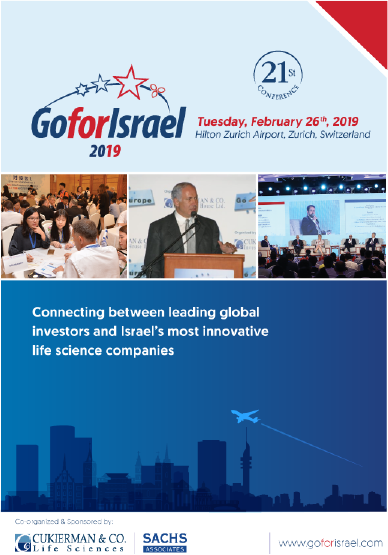 21st
CONFERENCE
GoforIsrael
2019
Tuesday, February 26th, 2019
Hilton Zurich Airport, Zurich, Switzerland
AN & CO.
Connecting between leading global
investors and Israel's most innovative
life science companies
Co-organized & Sponsored by:
CUKIERMAN & CO.
Life Sciences
SACHS
ASSOCIATES
www.goforisrael.com